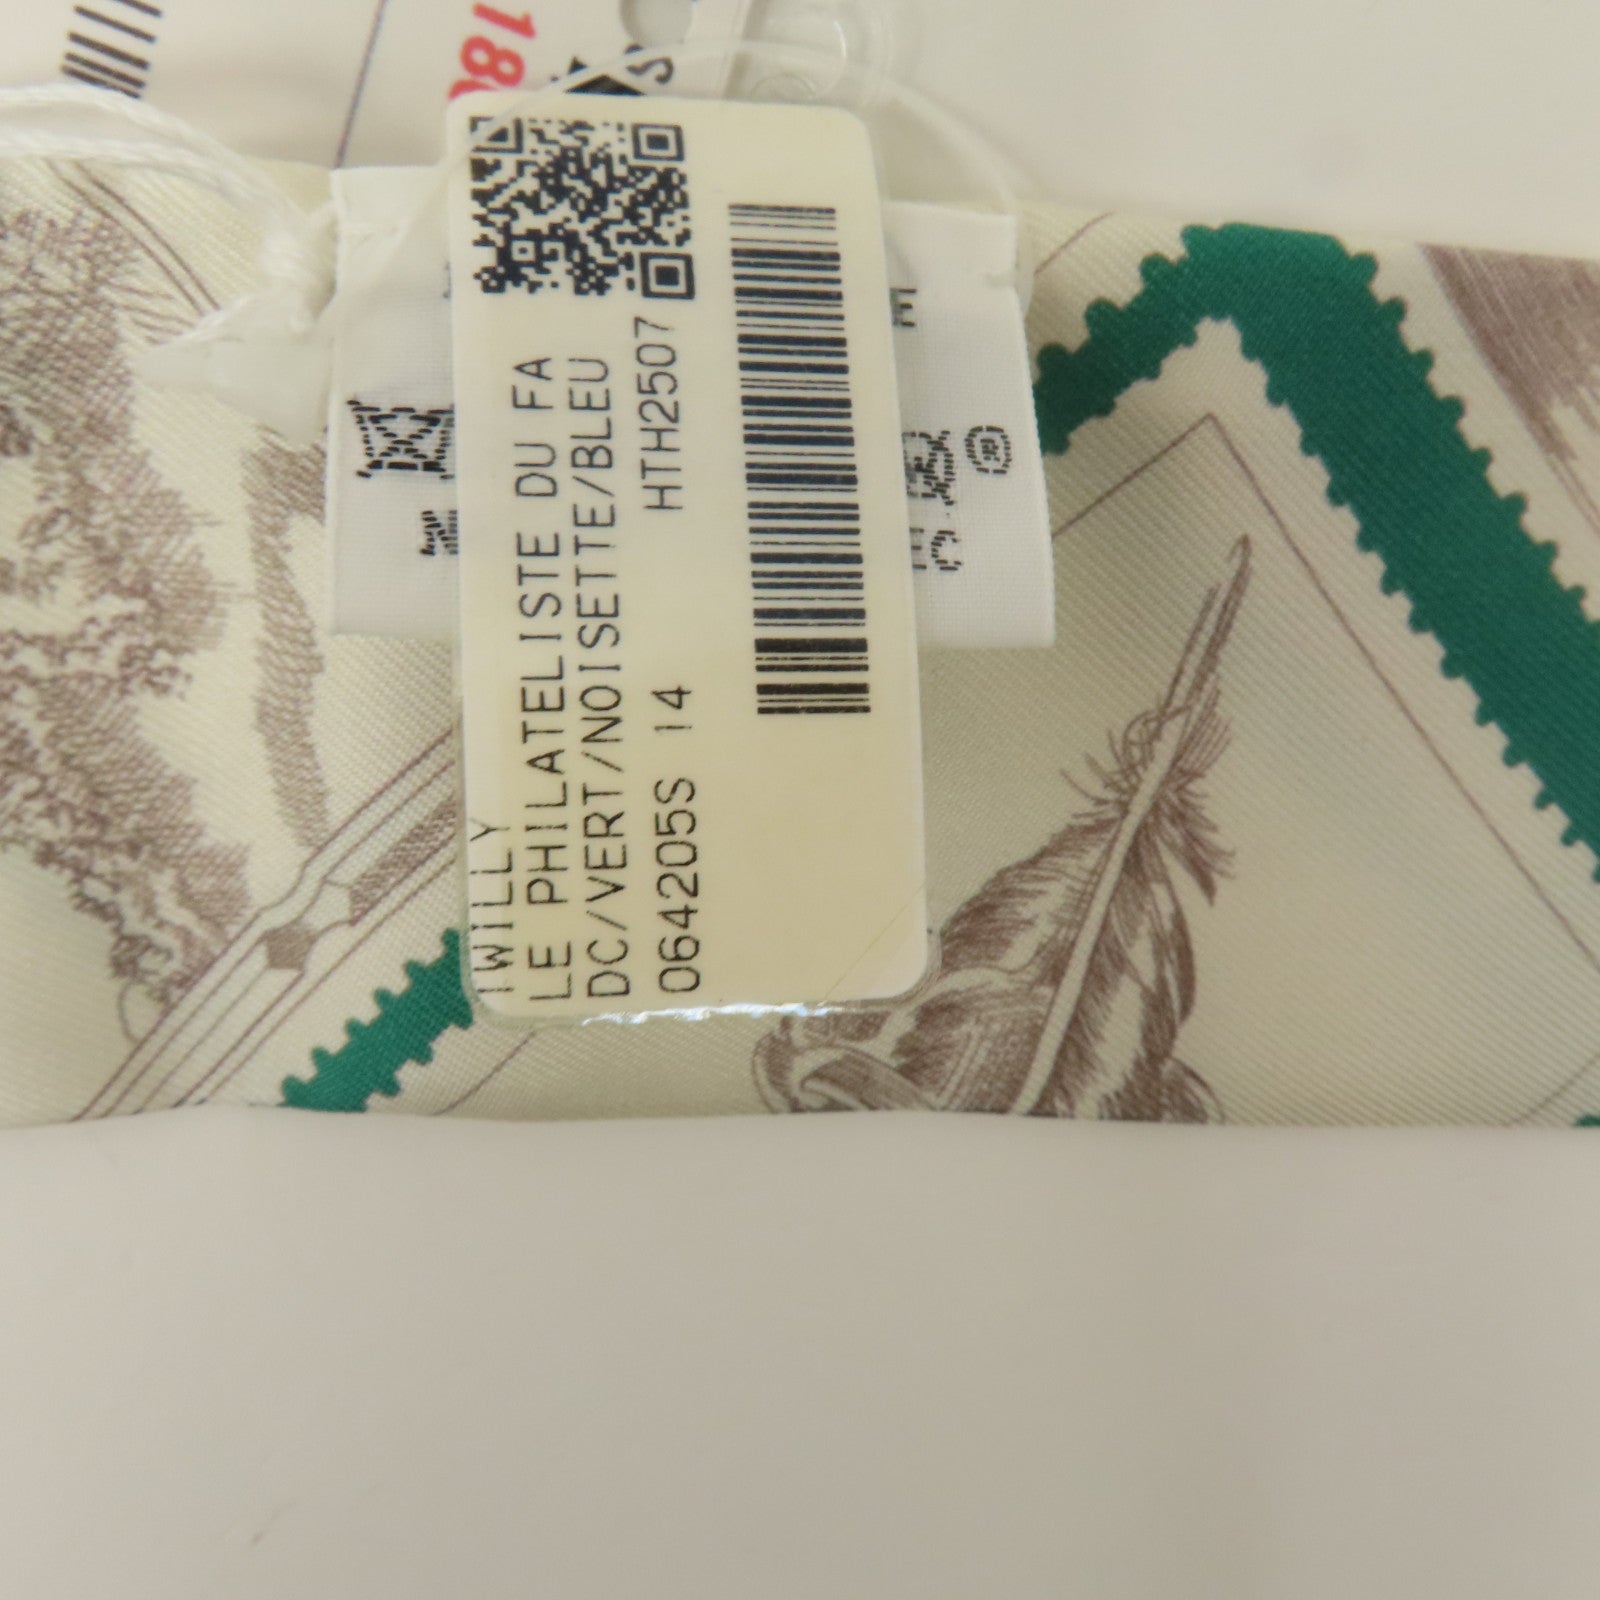 TWILLY
LE PHILATELISTE DU FA
DC/VERT/NOISETTE/BLEU
064205S 14 HTH2507